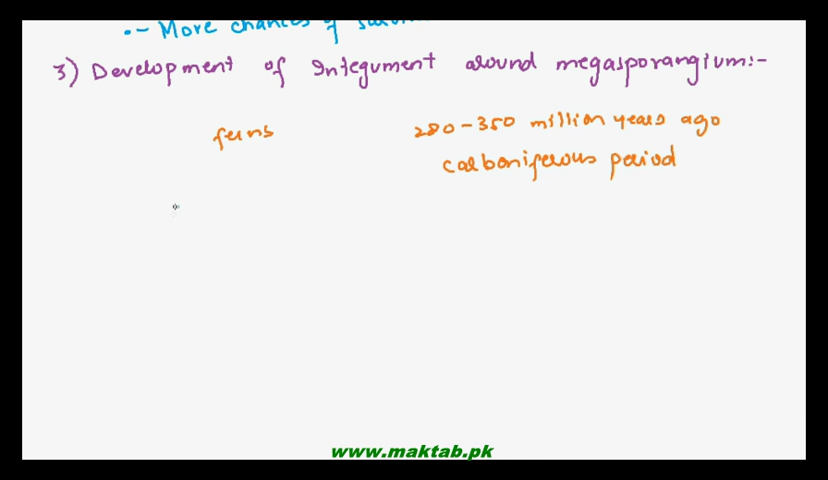 •- More chances of
3) Development of Integument around megasporangium:-
ferns 280-350 million years ago
carboniferous period
www.maktab.pk